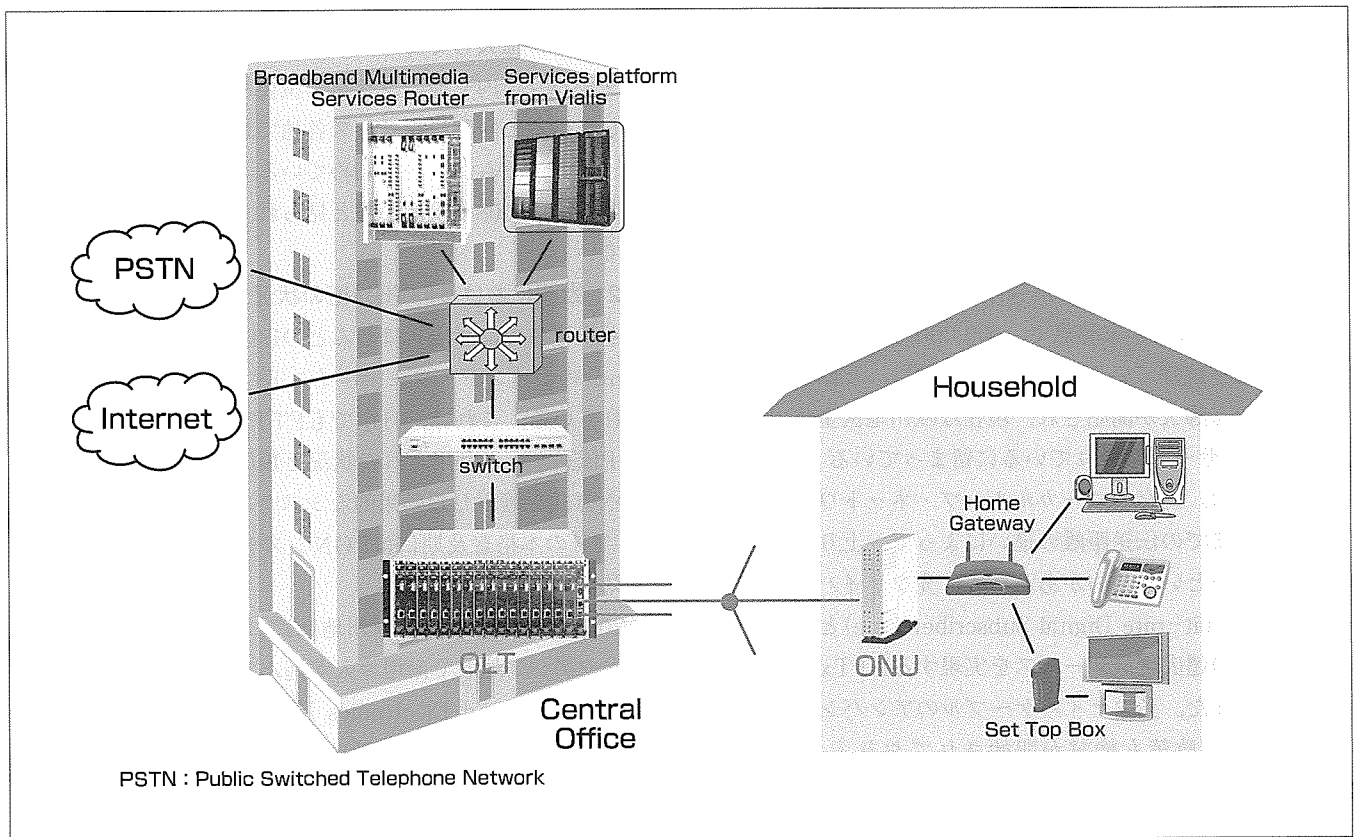 Broadband Multimedia
Services Router
Services platform
from Vialis
PSTN
router
Internet
switch
OLT
Central
Office
Household
Home
Gateway
ONU
Set Top Box
PSTN : Public Switched Telephone Network